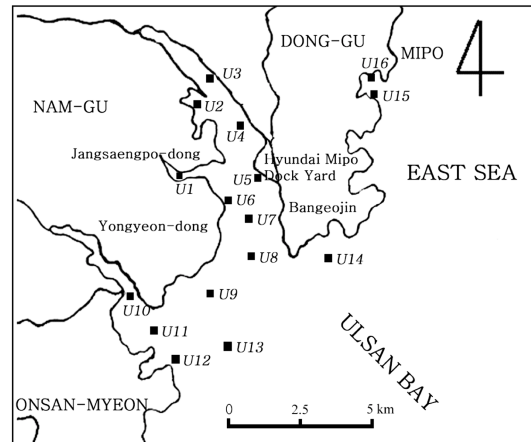 DONG-GU
MIPO
U16
U15
U3
U2
NAM-GU
U4
Jangsaengpo-dong
Hyundai Mipo
Dock Yard
EAST SEA
U5
U1
U6
Bangeojin
U7
Yongyeon-dong
U8
U14
U9
U10
U11
ULSAN BAY
U13
U12
ONSAN-MYEON
0 2.5 5 km